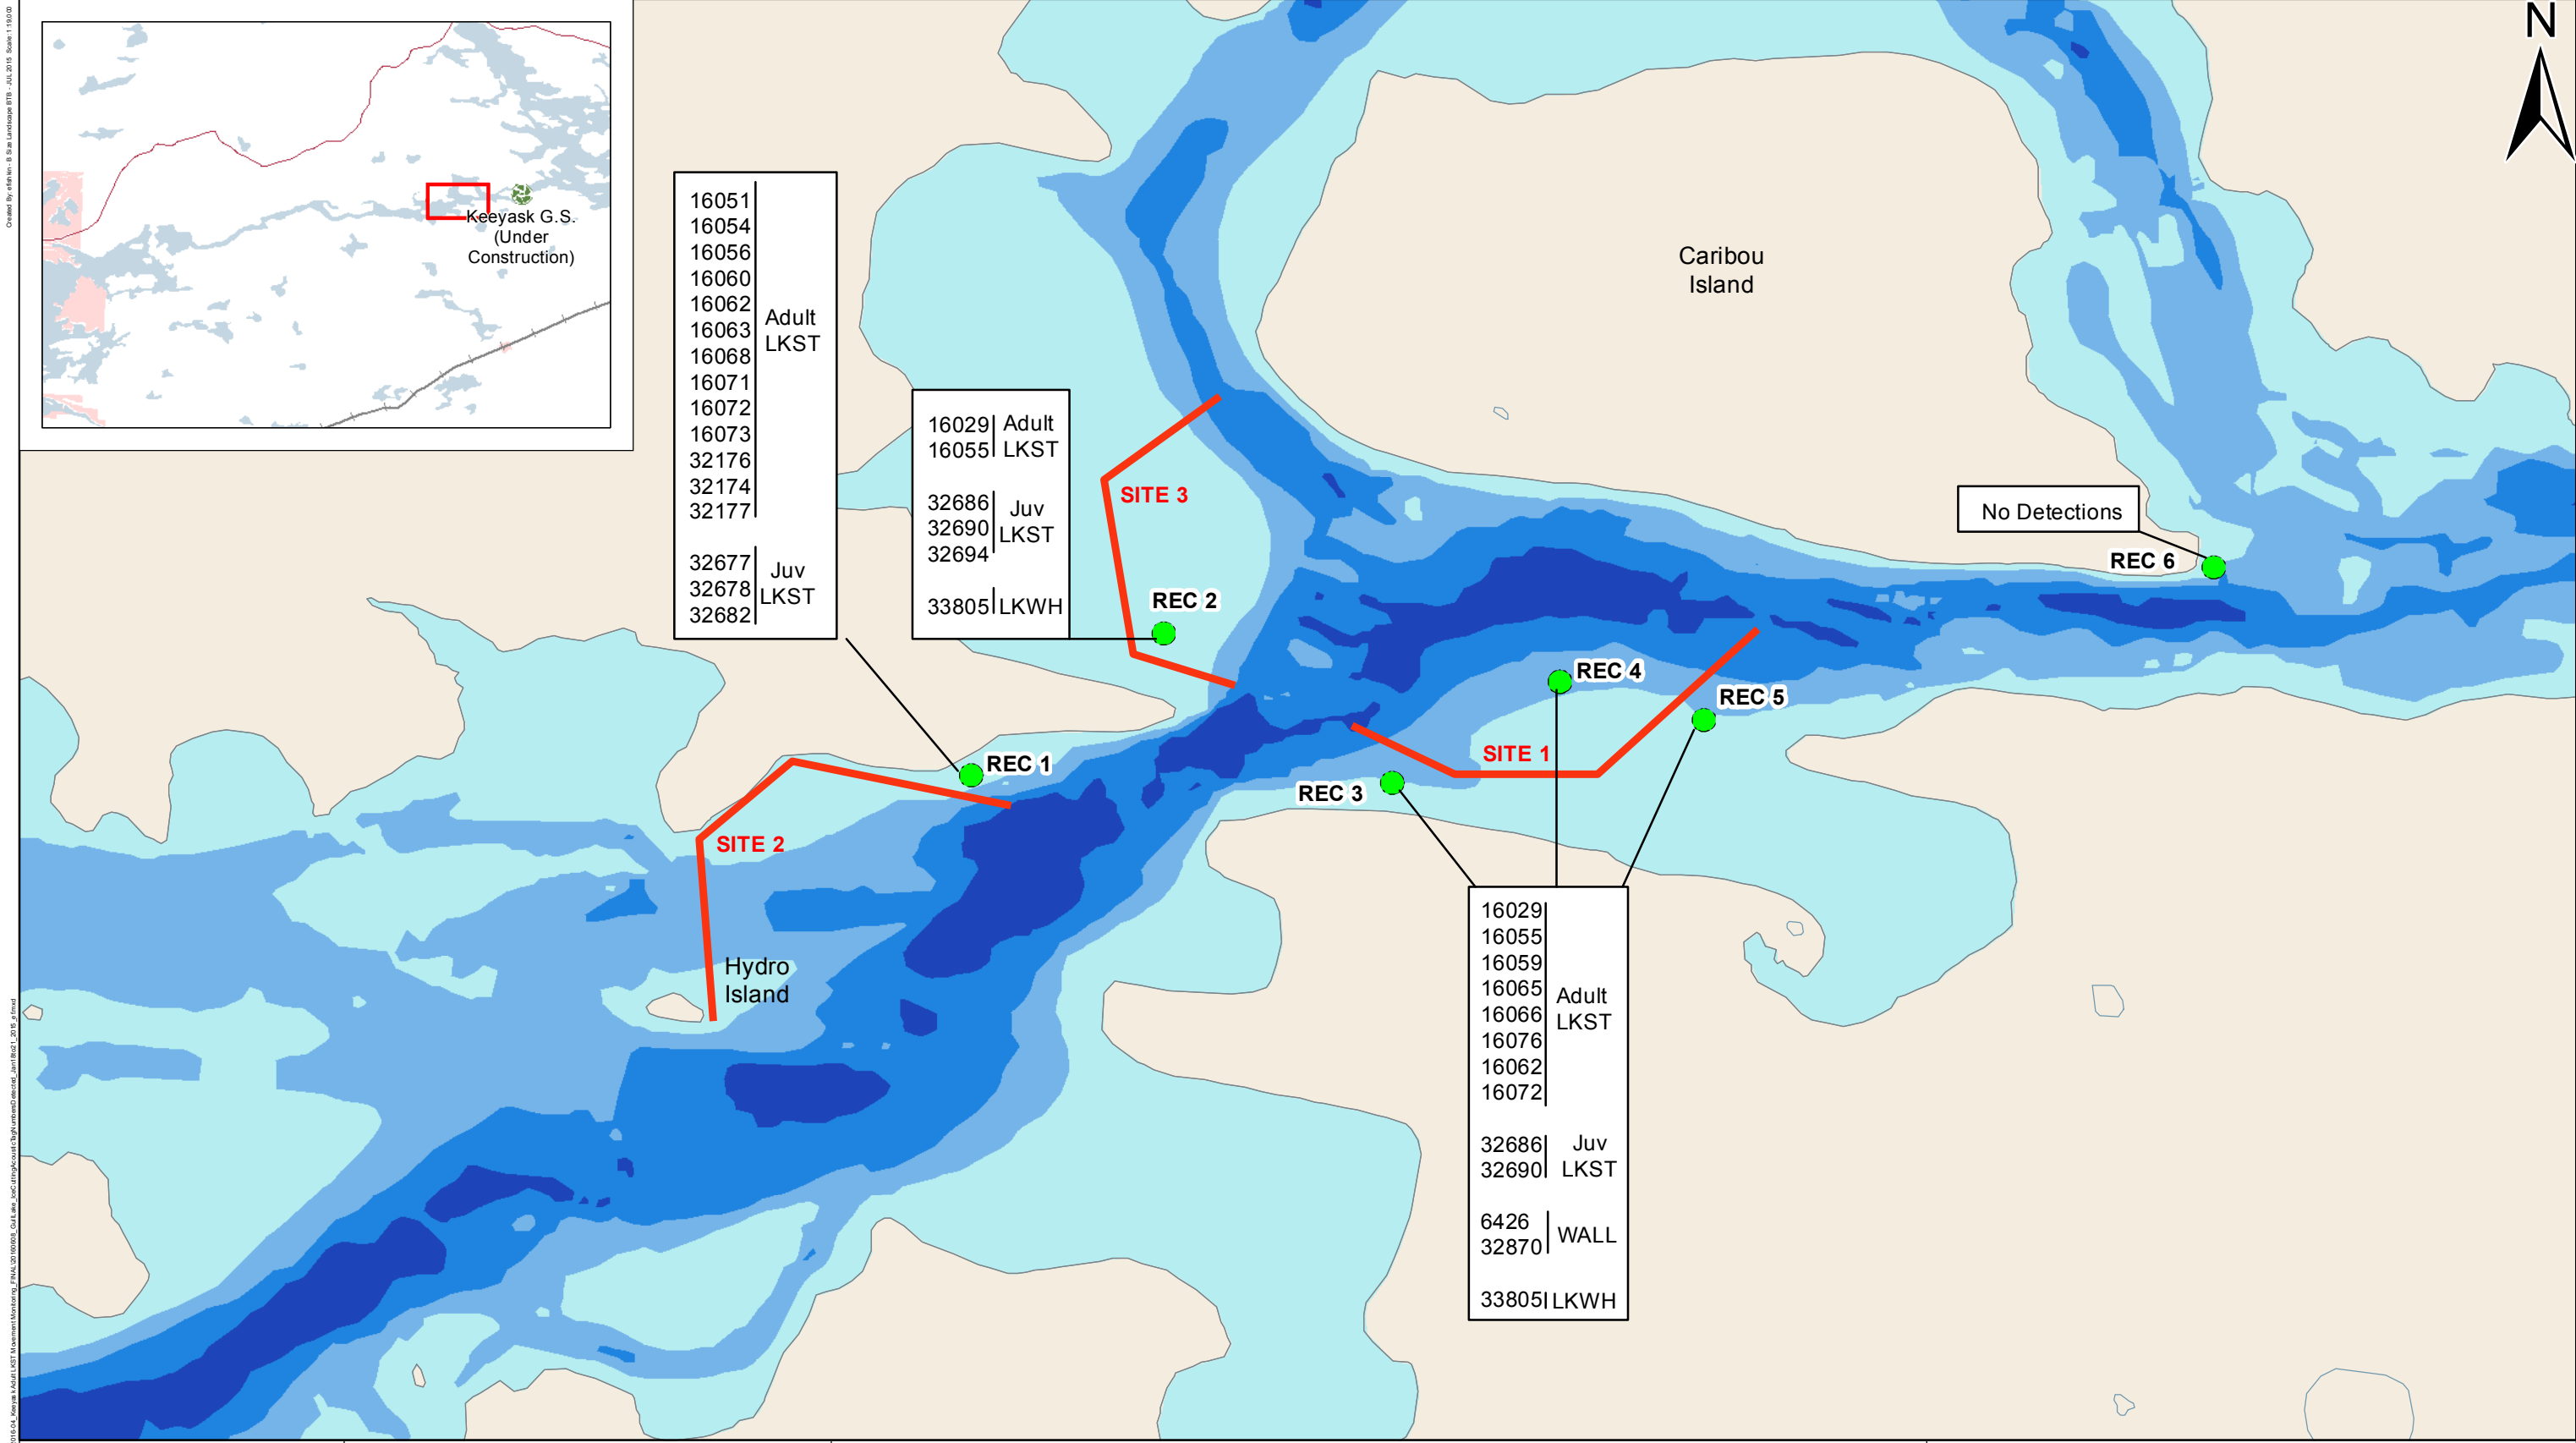 N
Keeyask G.S.
(Under
Construction)
Caribou
Island
16051
16054
16056
16060
16062
16063
16068
16071
16072
16073
32176
32174
32177
Adult
LKST
32677
32678
32682
Juv
LKST
16029
16055
Adult
LKST
32686
32690
32694
Juv
LKST
33805 LKWH
SITE 3
REC 2
No Detections
REC 6
REC 4
REC 5
SITE 1
REC 1
REC 3
SITE 2
Hydro
Island
16029
16055
16059
16065
16066
16076
16062
16072
Adult
LKST
32686
32690
Juv
LKST
6426
32870
WALL
33805 LKWH